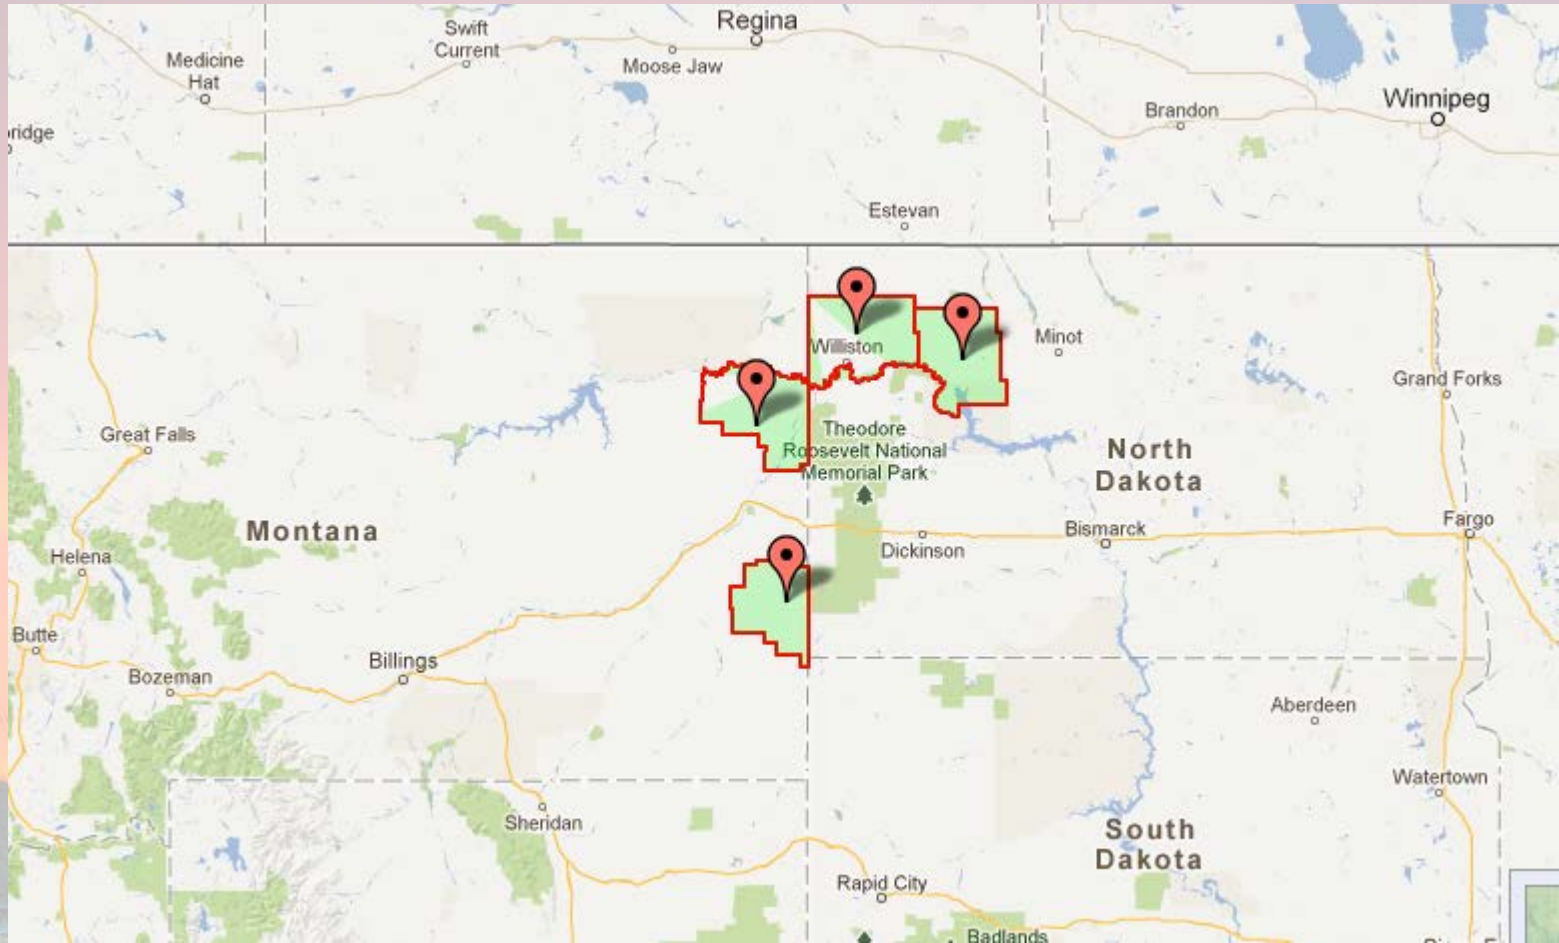 Regina
Swift
Current
Medicine
Hat
Moose Jaw
Winnipeg
Brandon
ridge
Estevan
Williston
Minot
Grand Forks
Great Falls
Theodore
Roosevelt National
Memorial Park
North
Dakota
Montana
Fargo
Bismarck
Dickinson
Helena
Butte
Billings
Bozeman
Aberdeen
Watertown
Sheridan
South
Dakota
Rapid City
Badlands